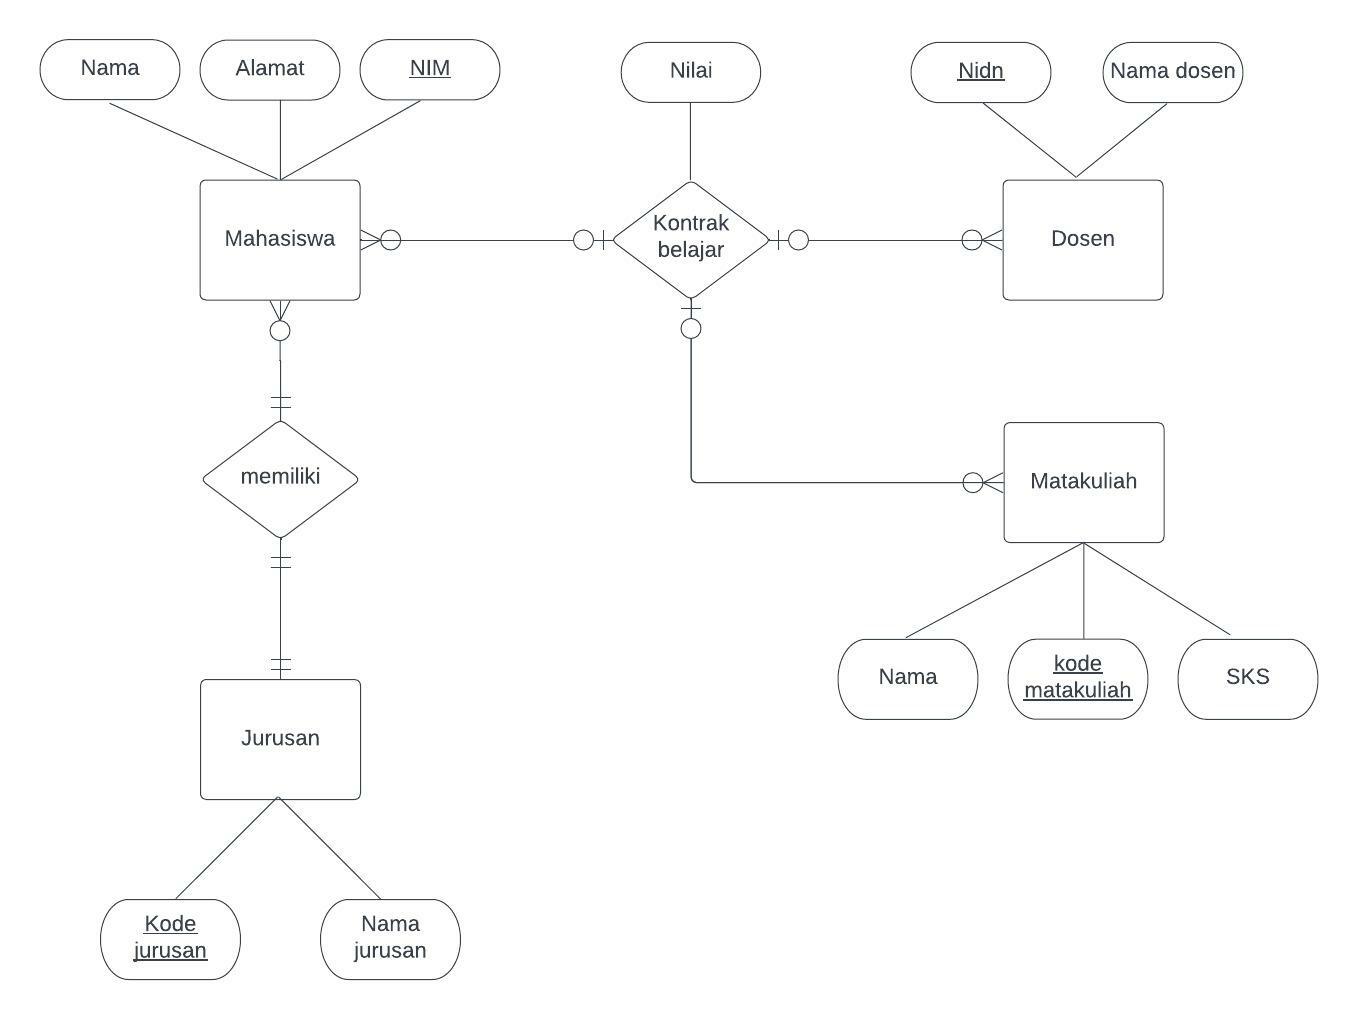 Nama
Alamat
NIM
Nilai
Nidn
Nama dosen
Mahasiswa
Kontrak
belajar
Dosen
memiliki
Matakuliah
Nama
kode
matakuliah
SKS
Jurusan
Kode
jurusan
Nama
jurusan